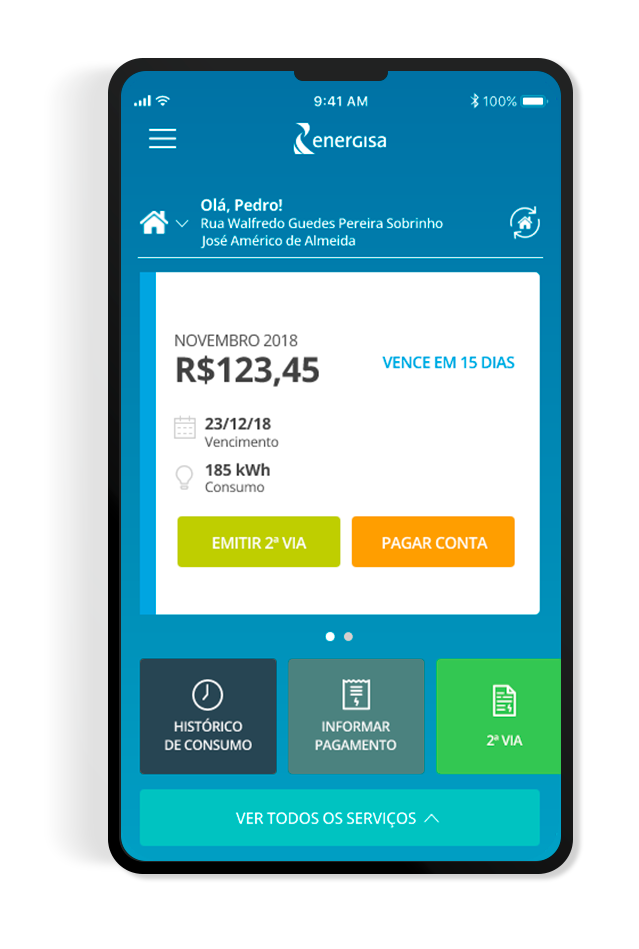 9:41 AM
100%
energisa
Olá, Pedro!
Rua Walfredo Guedes Pereira Sobrinho
José Américo de Almeida
NOVEMBRO 2018
R$123,45
VENCE EM 15 DIAS
23/12/18
Vencimento
185 kWh
Consumo
EMITIR 2ª VIA
PAGAR CONTA
HISTÓRICO
DE CONSUMO
INFORMAR
PAGAMENTO
2ª VIA
VER TODOS OS SERVIÇOS